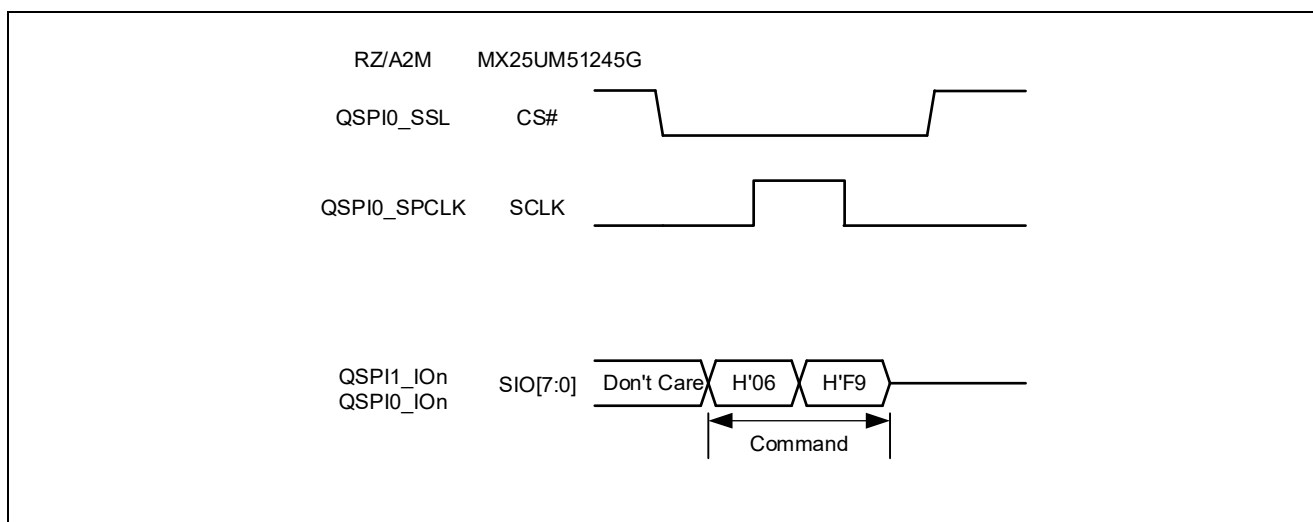 RZ/A2M MX25UM51245G
QSPI0_SSL CS#
QSPI0_SPCLK SCLK
QSPI1_IOn
QSPI0_IOn
SIO[7:0] Don't Care H'06 H'F9
Command